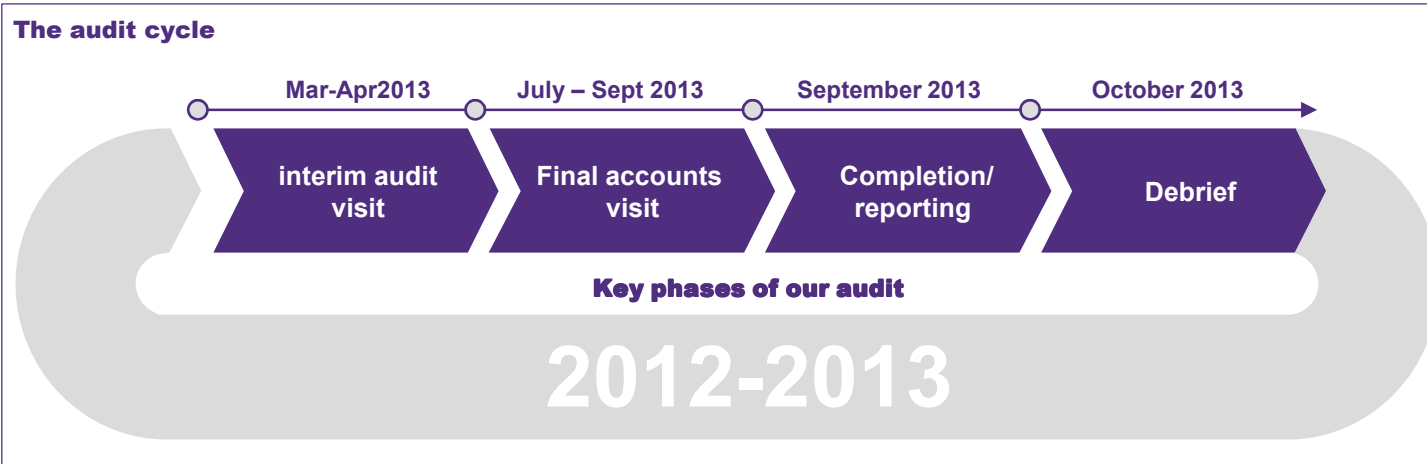 The audit cycle
Mar-Apr2013
July – Sept 2013
September 2013
October 2013
interim audit
visit
Final accounts
visit
Completion/
reporting
Debrief
Key phases of our audit
2012-2013